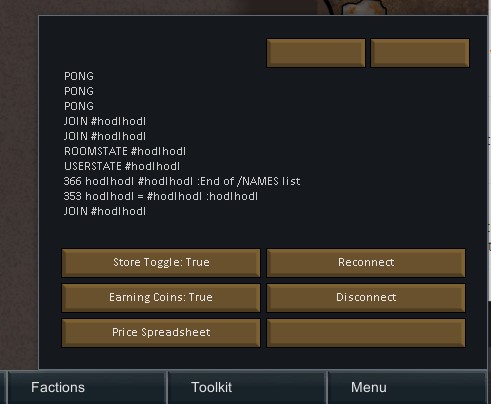 PONG
PONG
PONG
JOIN #hodlhodl
JOIN #hodlhodl
ROOMSTATE #hodlhodl
USERSTATE #hodlhodl
366 hodlhodl #hodlhodl :End of /NAMES list
353 hodlhodl = #hodlhodl :hodlhodl
JOIN #hodlhodl
Store Toggle: True
Reconnect
Earning Coins: True
Disconnect
Price Spreadsheet
Factions
Toolkit
Menu